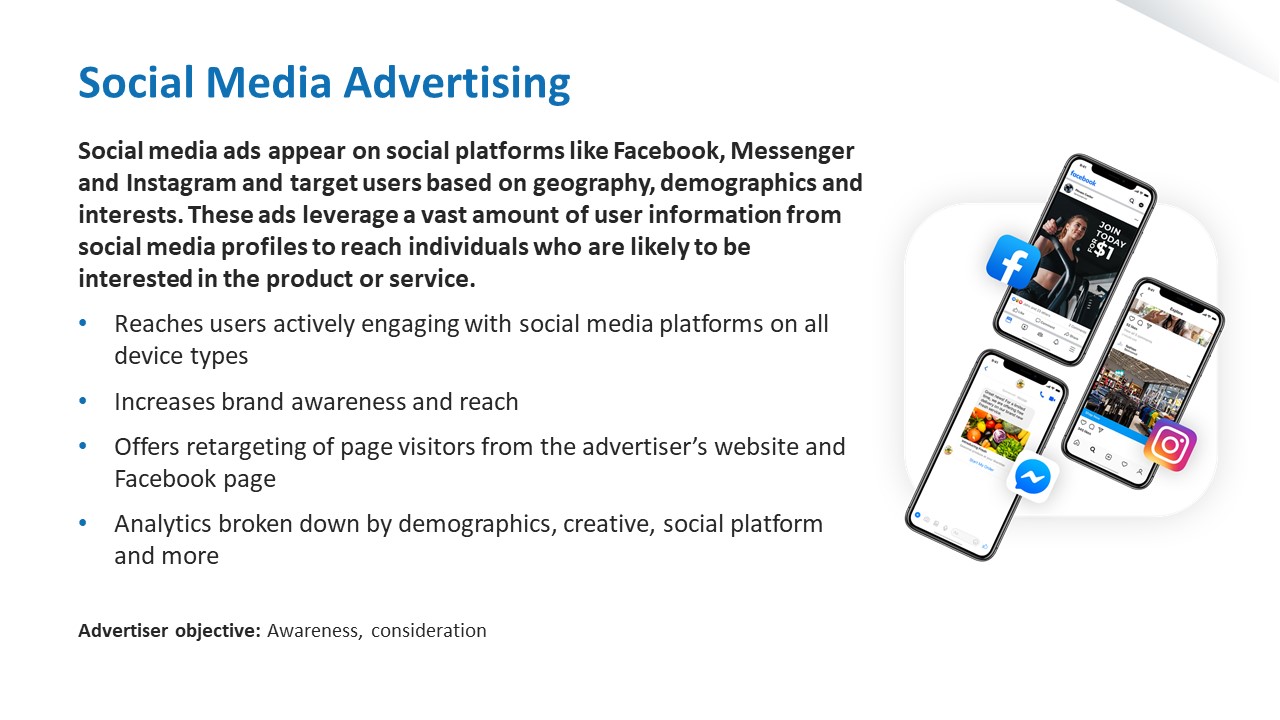 Social Media Advertising
Social media ads appear on social platforms like Facebook, Messenger
and Instagram and target users based on geography, demographics and
interests. These ads leverage a vast amount of user information from
social media profiles to reach individuals who are likely to be
interested in the product or service.
• Reaches users actively engaging with social media platforms on all
device types
• Increases brand awareness and reach
• Offers retargeting of page visitors from the advertiser’s website and
Facebook page
• Analytics broken down by demographics, creative, social platform
and more
Advertiser objective: Awareness, consideration
facebook
JOIN
TODAY
FOR $1
Explore
Start My Order